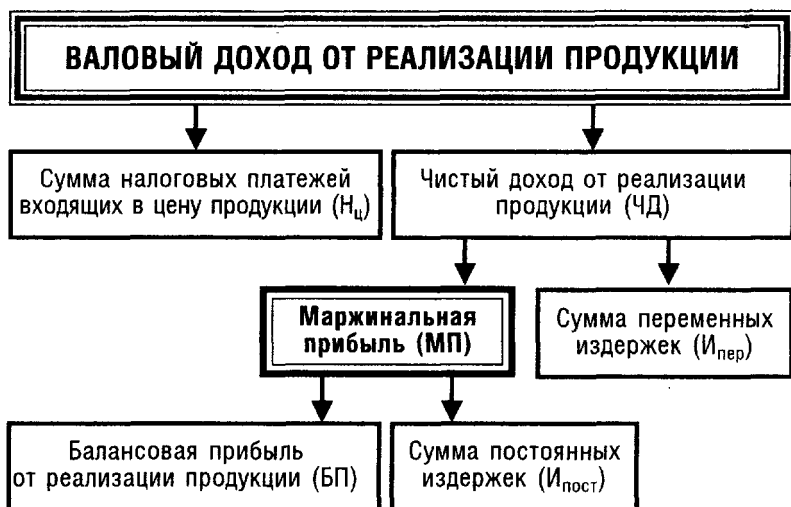 ВАЛОВЫЙ ДОХОД ОТ РЕАЛИЗАЦИИ ПРОДУКЦИИ
Сумма налоговых платежей
входящих в цену продукции (Нц)
Чистый доход от реализации
продукции (ЧД)
Маржинальная
прибыль (МП)
Сумма переменных
издержек (Ипер)
Балансовая прибыль
от реализации продукции (БП)
Сумма постоянных
издержек (Ипост)